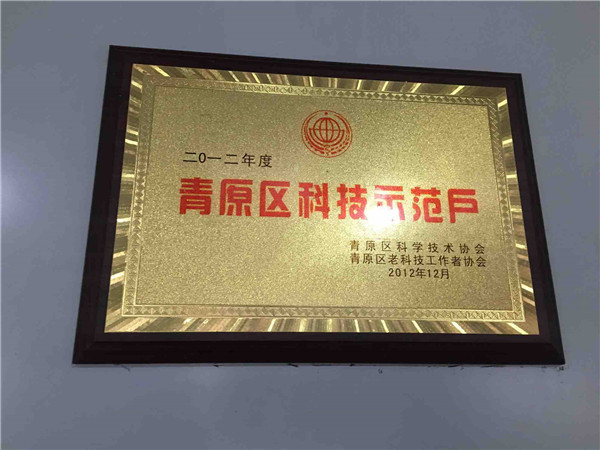 二〇一二年度
青原区科技示范户
青原区科学技术协会
青原区老科技工作者协会
2012年12月